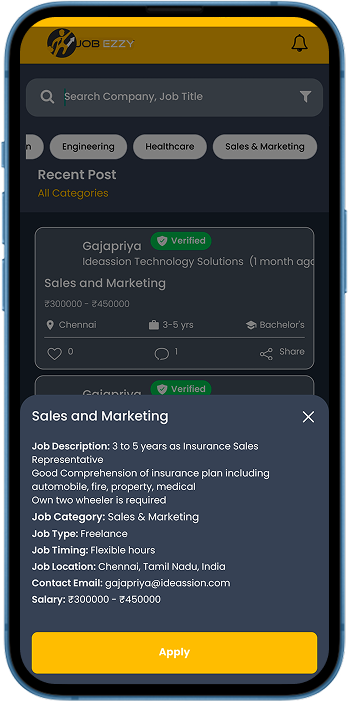 JOB EZZY
Search Company, Job Title
n
Engineering
Healthcare
Sales & Marketing
Recent Post
All Categories
Gajapriya
Verified
Ideassion Technology Solutions (1 month ago
Sales and Marketing
₹300000 - ₹450000
Chennai
3-5 yrs
Bachelor's
0
1
Share
Gajapriya
Verified
Sales and Marketing
Job Description: 3 to 5 years as Insurance Sales
Representative
Good Comprehension of insurance plan including
automobile, fire, property, medical
Own two wheeler is required
Job Category: Sales & Marketing
Job Type: Freelance
Job Timing: Flexible hours
Job Location: Chennai, Tamil Nadu, India
Contact Email: gajapriya@ideassion.com
Salary: ₹300000 - ₹450000
Apply